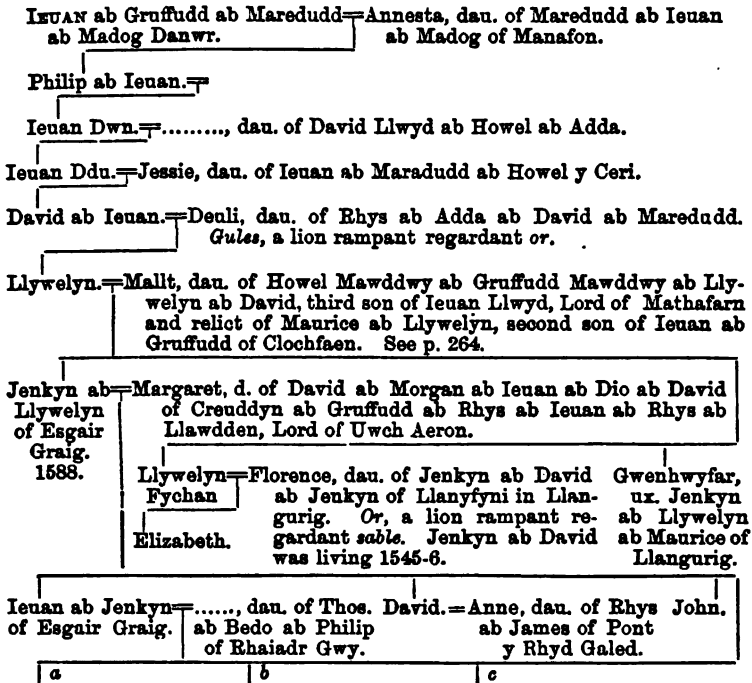 IEUAN ab Gruffudd ab Maredudd=Annesta, dau. of Maredudd ab Ieuan
ab Madog Danwr. ab Madog of Manafon.
Philip ab Ieuan.=
Ieuan Dwn.=........., dau. of David Llwyd ab Howel ab Adda.
Ieuan Ddu.=Jessie, dau. of Ieuan ab Maradudd ab Howel y Ceri.
David ab Ieuan.=Deuli, dau. of Rhys ab Adda ab David ab Maredudd.
Gules, a lion rampant regardant or.
Llywelyn.=Mallt, dau. of Howel Mawddwy ab Gruffudd Mawddwy ab Lly-
welyn ab David, third son of Ieuan Llwyd, Lord of Mathafarn
and relict of Maurice ab Llywelyn, second son of Ieuan ab
Gruffudd of Clochfaen. See p. 264.
Jenkyn ab=Margaret, d. of David ab Morgan ab Ieuan ab Dio ab David
Llywelyn of Creuddyn ab Gruffudd ab Rhys ab Ieuan ab Rhys ab
of Esgair Llawdden, Lord of Uwch Aeron.
Graig.
1588.
Llywelyn=Florence, dau. of Jenkyn ab David
Fychan ab Jenkyn of Llanyfyni in Llan-
gurig. Or, a lion rampant re-
Elizabeth. gardant sable. Jenkyn ab David
was living 1545-6.
Gwenhwyfar,
ux. Jenkyn
ab Llywelyn
ab Maurice of
Llangurig.
Ieuan ab Jenkyn=......, dau. of Thos. David.=Anne, dau. of Rhys John.
of Esgair Graig. ab Bedo ab Philip ab James of Pont
of Rhaiadr Gwy. y Rhyd Galed.
a b c